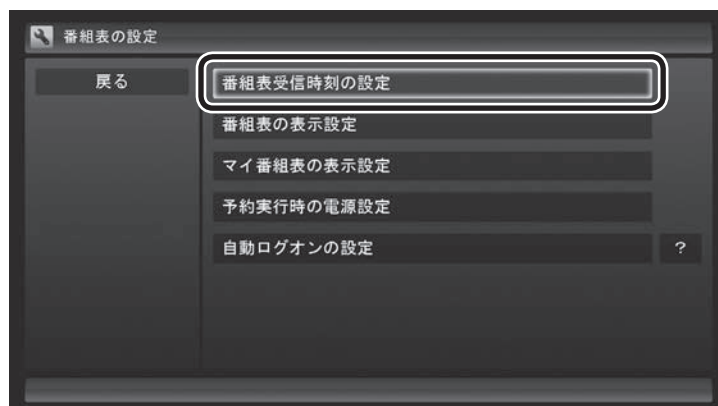 番組表の設定
戻る
番組表受信時刻の設定
番組表の表示設定
マイ番組表の表示設定
予約実行時の電源設定
自動ログオンの設定
?